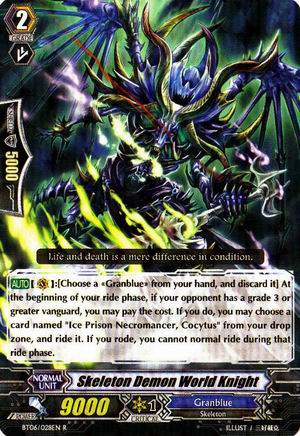 2
GRADE
SHIELD
5000
Life and death is a mere difference in condition.
AUTO [ ]:[Choose a «Granblue» from your hand, and discard it] At
the beginning of your ride phase, if your opponent has a grade 3 or
greater vanguard, you may pay the cost. If you do, you may choose a
card named "Ice Prison Necromancer, Cocytus" from your drop
zone, and ride it. If you rode, you cannot normal ride during that
ride phase.
NORMAL
UNIT
Skeleton Demon World Knight
POWER
9000
1
CRITICAL
Granblue
Skeleton
BT06/028EN R
ILLUST